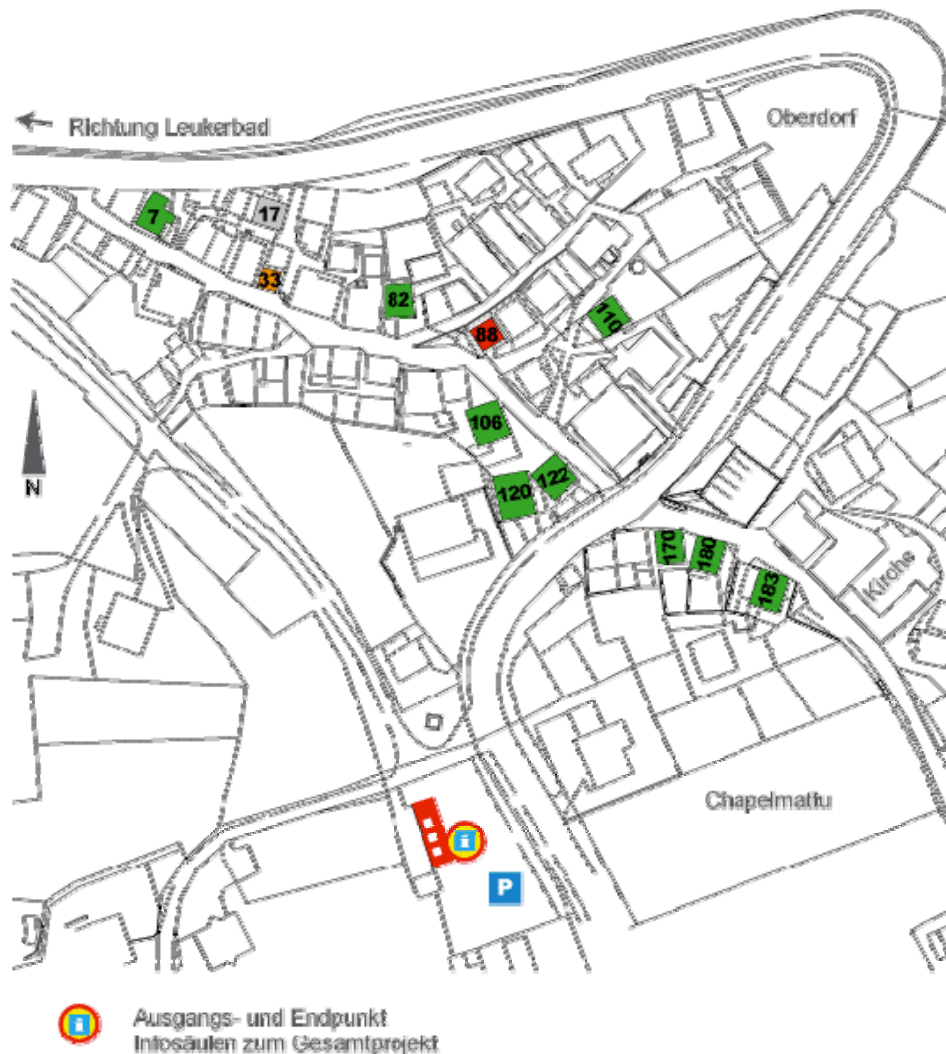 Oberdorf
Richtung Leukerbad
7
17
33
82
88
110
106
120
122
170
180
183
Kirche
N
Chapelmattu
i
P
i
Ausgangs- und Endpunkt
Infosäulen zum Gesamtprojekt